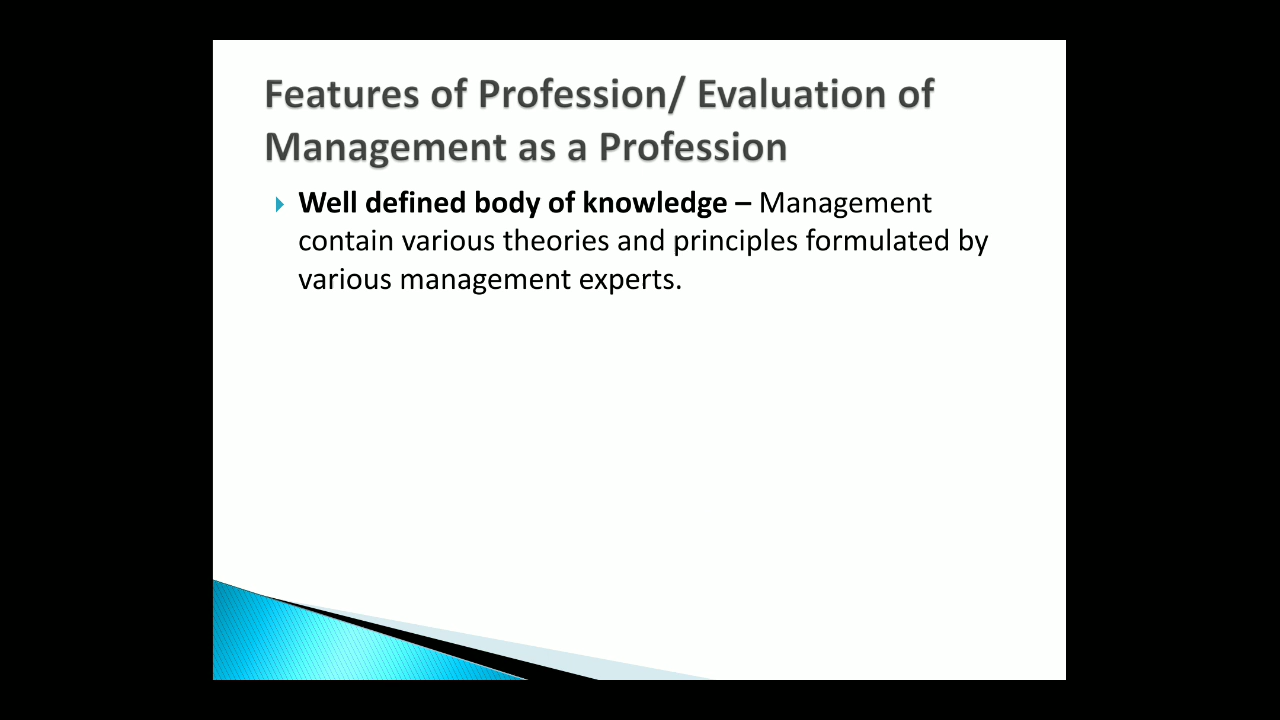 Features of Profession/ Evaluation of
Management as a Profession
Well defined body of knowledge – Management
contain various theories and principles formulated by
various management experts.